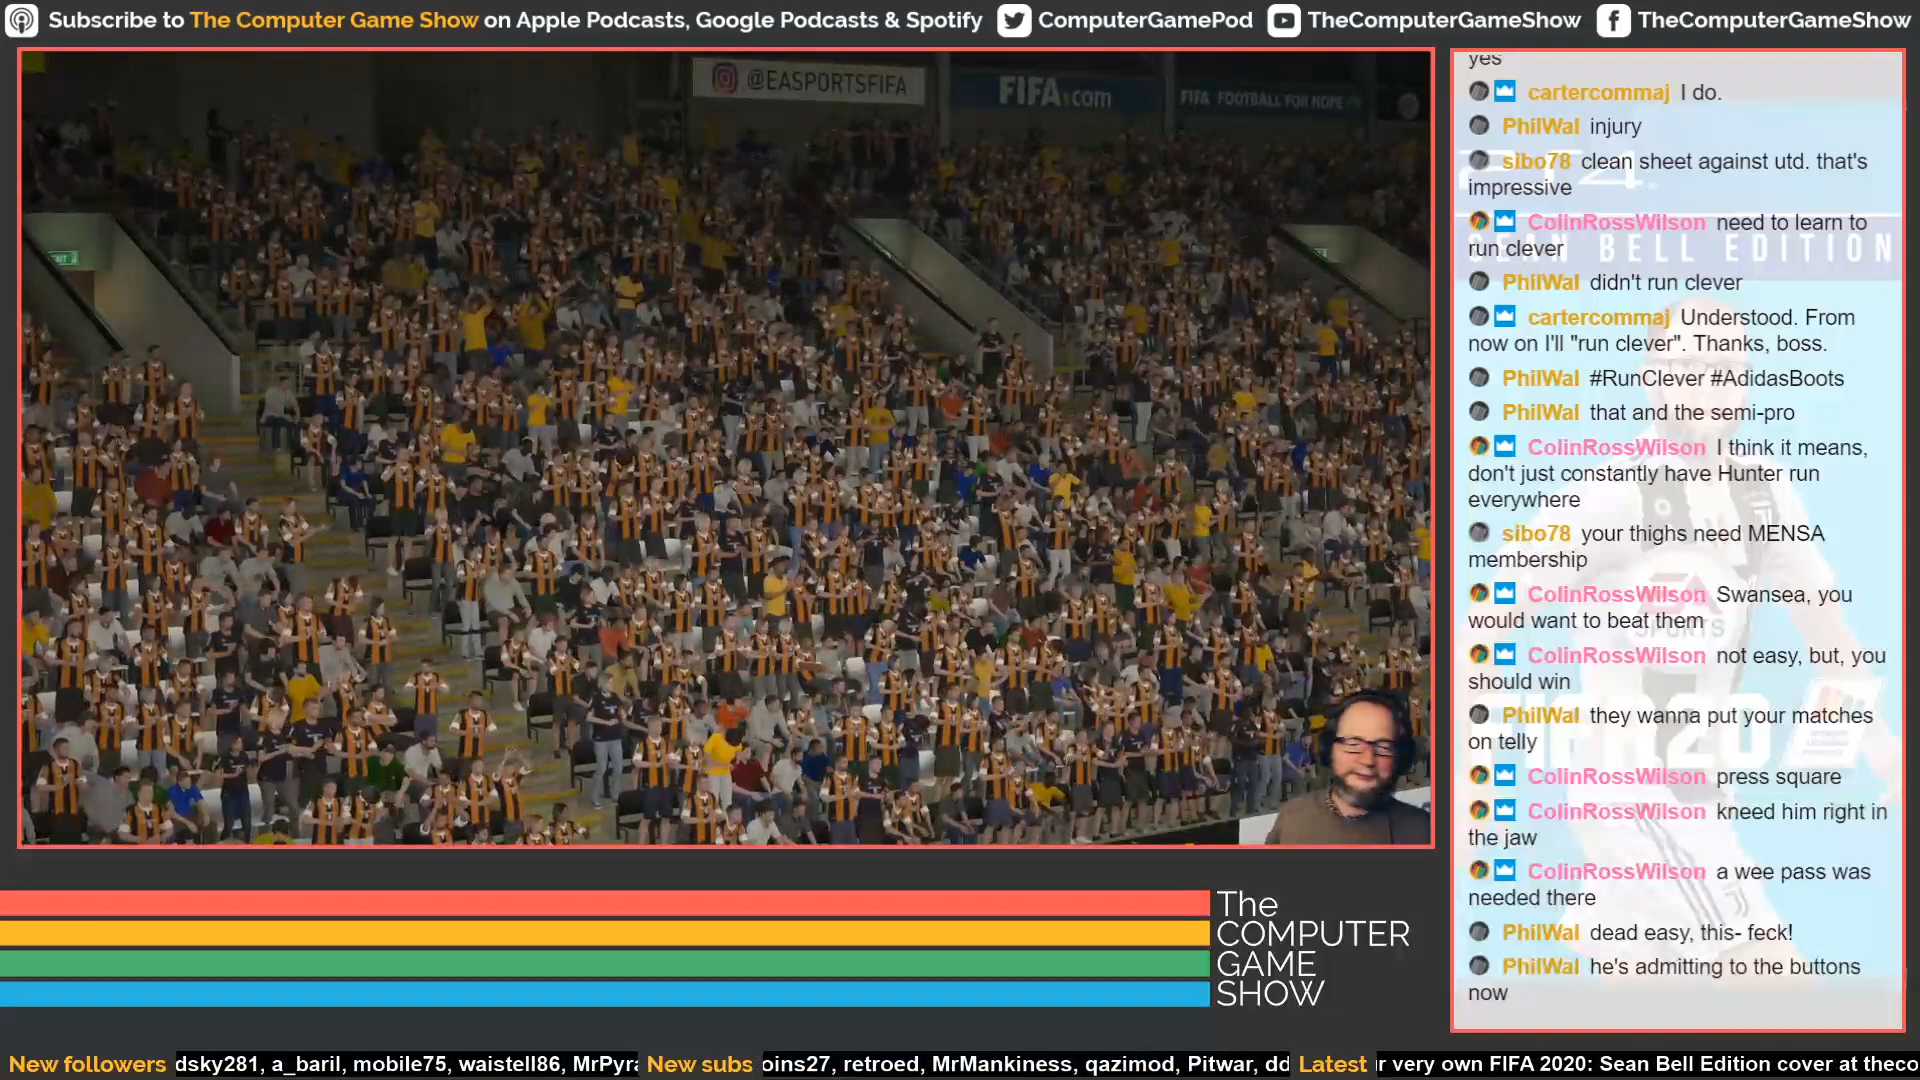 Subscribe to The Computer Game Show on Apple Podcasts, Google Podcasts & Spotify
ComputerGamePod
TheComputerGameShow
TheComputerGameShow
@EASPORTSFIFA
FIFA.com
FIFA FOOTBALL FOR HOPE
EXIT
yes
cartercommaj I do.
PhilWal injury
sibo78 clean sheet against utd. that's
impressive
ColinRossWilson need to learn to
run clever
PhilWal didn't run clever
cartercommaj Understood. From
now on I'll "run clever". Thanks, boss.
PhilWal #RunClever #AdidasBoots
PhilWal that and the semi-pro
ColinRossWilson I think it means,
don't just constantly have Hunter run
everywhere
sibo78 your thighs need MENSA
membership
ColinRossWilson Swansea, you
would want to beat them
ColinRossWilson not easy, but, you
should win
PhilWal they wanna put your matches
on telly
ColinRossWilson press square
ColinRossWilson kneed him right in
the jaw
ColinRossWilson a wee pass was
needed there
PhilWal dead easy, this- feck!
PhilWal he's admitting to the buttons
now
SEAN BELL EDITION
EA
SPORTS
FIFA20
The
COMPUTER
GAME
SHOW
New followers dsky281, a_baril, mobile75, waistell86, MrPyra
New subs oins27, retroed, MrMankiness, qazimod, Pitwar, dd
Latest r very own FIFA 2020: Sean Bell Edition cover at theco